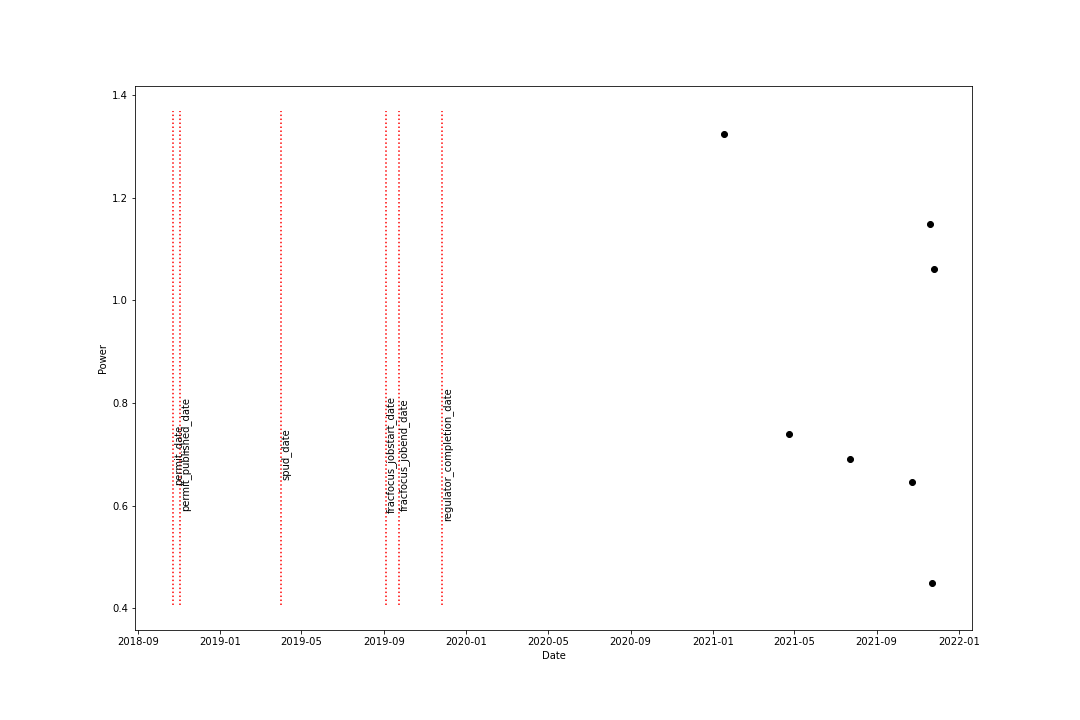 1.4
1.2
1.0
0.8
0.6
0.4
Power
permit_date
permit_published_date
spud_date
fracfocus_jobstart_date
fracfocus_jobend_date
regulator_completion_date
2018-09 2019-01 2019-05 2019-09 2020-01 2020-05 2020-09 2021-01 2021-05 2021-09 2022-01
Date